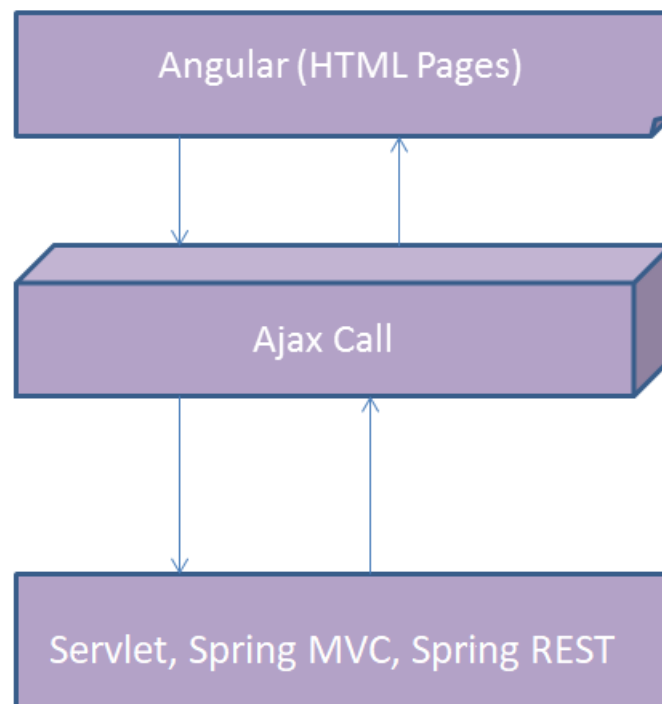 Angular (HTML Pages)
Ajax Call
Servlet, Spring MVC, Spring REST